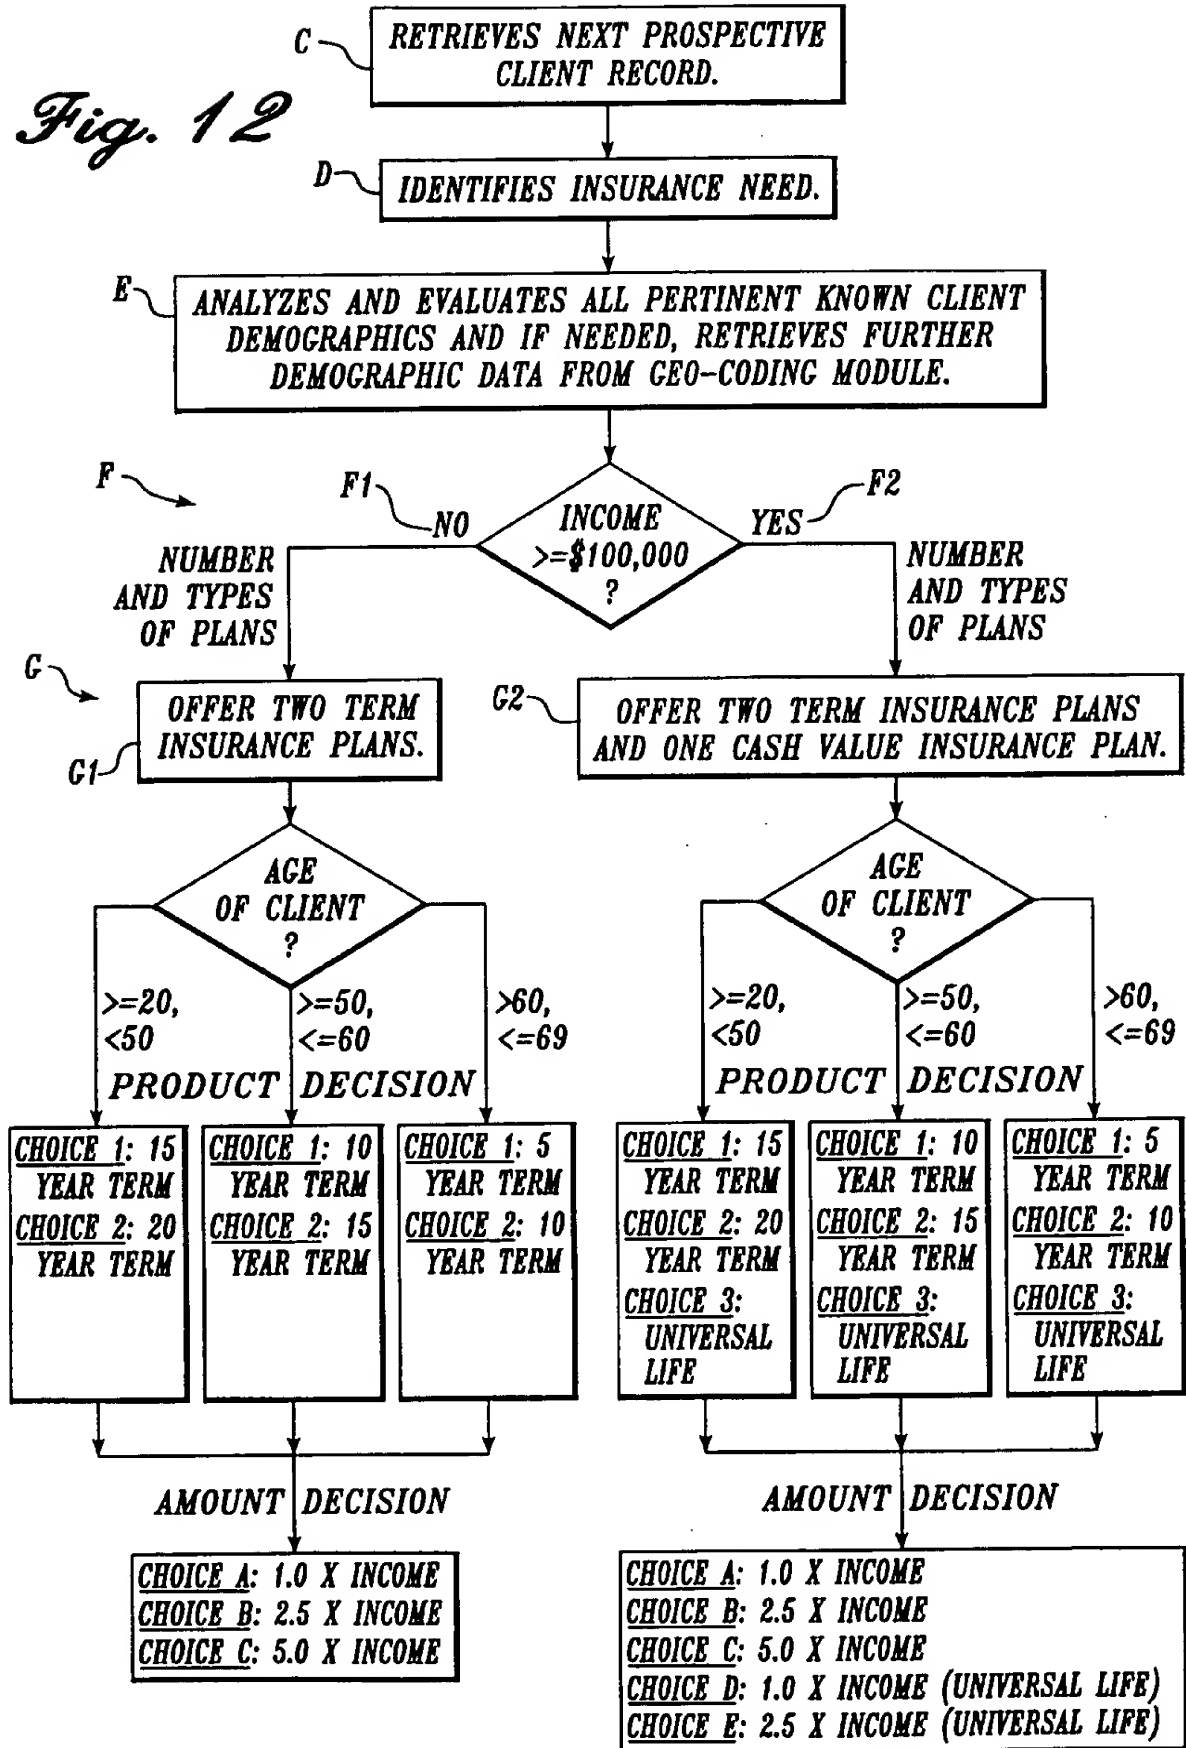 C
RETRIEVES NEXT PROSPECTIVE
CLIENT RECORD.
Fig. 12
D
IDENTIFIES INSURANCE NEED.
E
ANALYZES AND EVALUATES ALL PERTINENT KNOWN CLIENT
DEMOGRAPHICS AND IF NEEDED, RETRIEVES FURTHER
DEMOGRAPHIC DATA FROM GEO-CODING MODULE.
F
F1
NO
INCOME
>=$100,000
?
YES
F2
NUMBER
AND TYPES
OF PLANS
NUMBER
AND TYPES
OF PLANS
G
OFFER TWO TERM
INSURANCE PLANS.
G1
G2
OFFER TWO TERM INSURANCE PLANS
AND ONE CASH VALUE INSURANCE PLAN.
AGE
OF CLIENT
?
>=20,
<50
>=50,
<=60
>60,
<=69
PRODUCT DECISION
CHOICE 1: 15
YEAR TERM
CHOICE 2: 20
YEAR TERM
CHOICE 1: 10
YEAR TERM
CHOICE 2: 15
YEAR TERM
CHOICE 1: 5
YEAR TERM
CHOICE 2: 10
YEAR TERM
AMOUNT DECISION
CHOICE A: 1.0 X INCOME
CHOICE B: 2.5 X INCOME
CHOICE C: 5.0 X INCOME
AGE
OF CLIENT
?
>=20,
<50
>=50,
<=60
>60,
<=69
PRODUCT DECISION
CHOICE 1: 15
YEAR TERM
CHOICE 2: 20
YEAR TERM
CHOICE 3:
UNIVERSAL
LIFE
CHOICE 1: 10
YEAR TERM
CHOICE 2: 15
YEAR TERM
CHOICE 3:
UNIVERSAL
LIFE
CHOICE 1: 5
YEAR TERM
CHOICE 2: 10
YEAR TERM
CHOICE 3:
UNIVERSAL
LIFE
AMOUNT DECISION
CHOICE A: 1.0 X INCOME
CHOICE B: 2.5 X INCOME
CHOICE C: 5.0 X INCOME
CHOICE D: 1.0 X INCOME (UNIVERSAL LIFE)
CHOICE E: 2.5 X INCOME (UNIVERSAL LIFE)